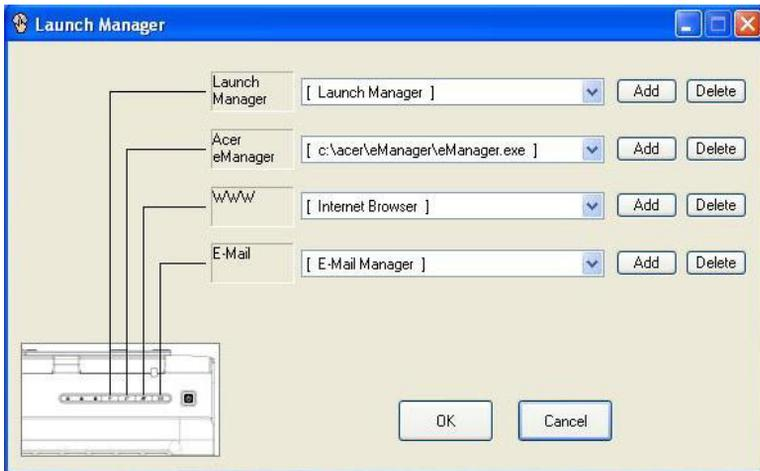 Launch Manager
Launch
Manager
[ Launch Manager ]
Add
Delete
Acer
eManager
[ c:\acer\eManager\eManager.exe ]
Add
Delete
WWW
[ Internet Browser ]
Add
Delete
E-Mail
[ E-Mail Manager ]
Add
Delete
OK
Cancel